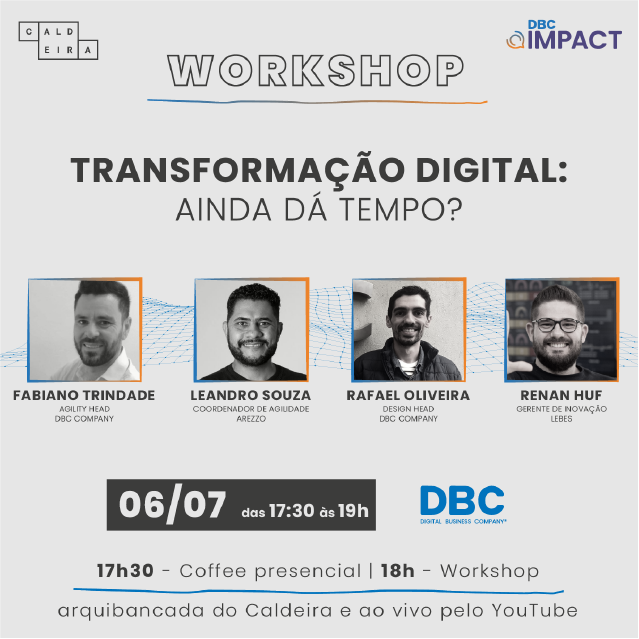 CALD
EIRA
DBC
IMPACT
WORKSHOP
TRANSFORMAÇÃO DIGITAL:
AINDA DÁ TEMPO?
FABIANO TRINDADE
AGILITY HEAD
DBC COMPANY
LEANDRO SOUZA
COORDENADOR DE AGILIDADE
AREZZO
RAFAEL OLIVEIRA
DESIGN HEAD
DBC COMPANY
RENAN HUF
GERENTE DE INOVAÇÃO
LEBES
06/07 das 17:30 às 19h
DBC
DIGITAL BUSINESS COMPANY®
17h30 - Coffee presencial | 18h - Workshop
arquibancada do Caldeira e ao vivo pelo YouTube